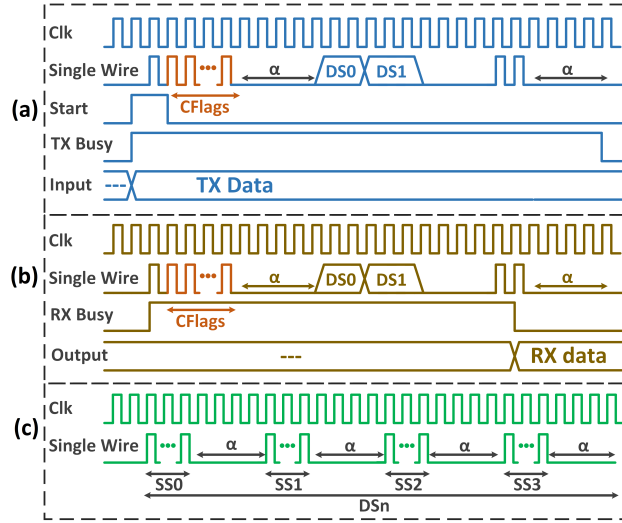 Clk
Single Wire ••• α DS0 DS1 α
CFlags
(a) Start
TX Busy
Input --- TX Data
Clk
(b) Single Wire ••• α DS0 DS1 α
RX Busy CFlags
Output --- RX data
Clk
(c) Single Wire ••• α ••• α ••• α ••• α
SS0 SS1 SS2 SS3
DSn